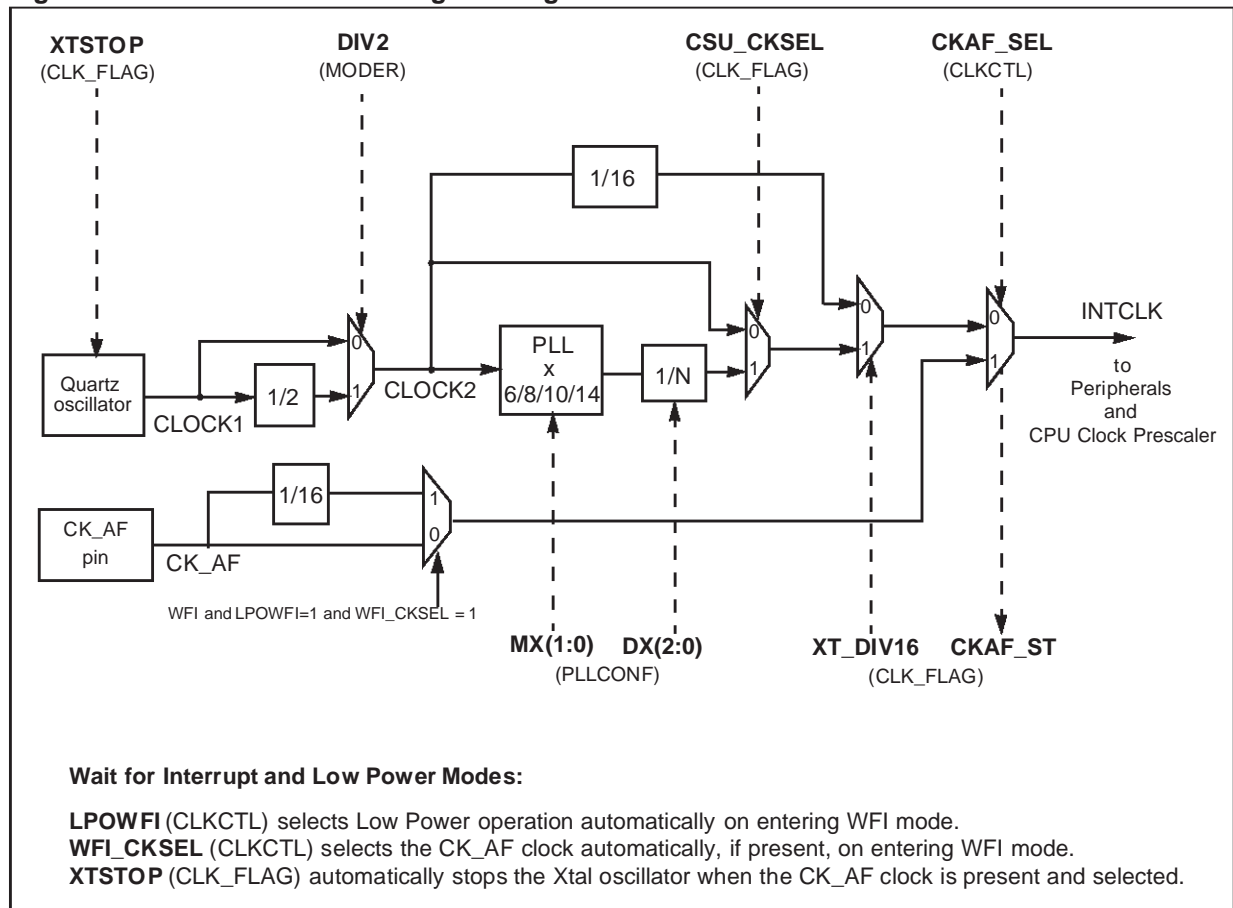 XTSTOP
(CLK_FLAG)
DIV2
(MODER)
CSU_CKSEL
(CLK_FLAG)
CKAF_SEL
(CLKCTL)
1/16
0
1
Quartz
oscillator
CLOCK1
1/2
0
1
CLOCK2
PLL
x
6/8/10/14
1/N
0
1
0
1
INTCLK
to
Peripherals
and
CPU Clock Prescaler
CK_AF
pin
CK_AF
1/16
1
0
WFI and LPOWFI=1 and WFI_CKSEL = 1
MX(1:0)
DX(2:0)
(PLLCONF)
XT_DIV16
CKAF_ST
(CLK_FLAG)
Wait for Interrupt and Low Power Modes:
LPOWFI (CLKCTL) selects Low Power operation automatically on entering WFI mode.
WFI_CKSEL (CLKCTL) selects the CK_AF clock automatically, if present, on entering WFI mode.
XTSTOP (CLK_FLAG) automatically stops the Xtal oscillator when the CK_AF clock is present and selected.